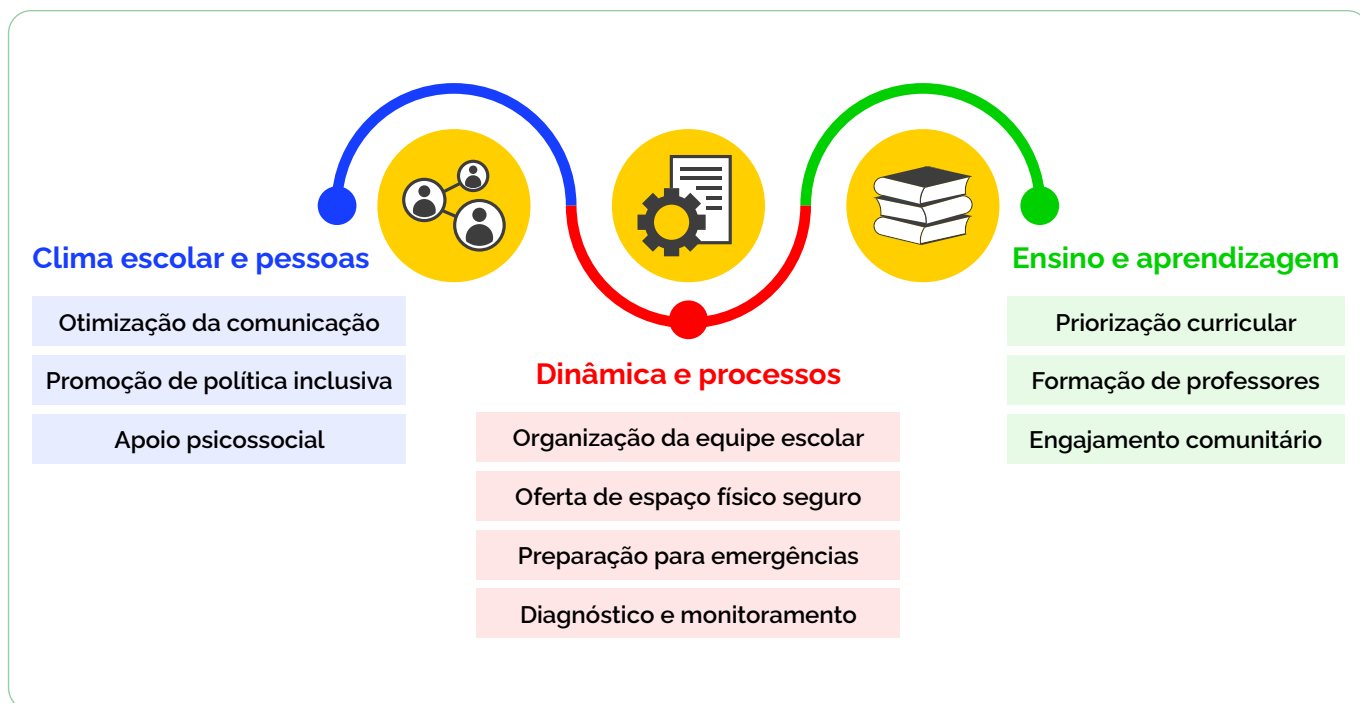 Clima escolar e pessoas
Otimização da comunicação
Promoção de política inclusiva
Apoio psicossocial
Dinâmica e processos
Organização da equipe escolar
Oferta de espaço físico seguro
Preparação para emergências
Diagnóstico e monitoramento
Ensino e aprendizagem
Priorização curricular
Formação de professores
Engajamento comunitário